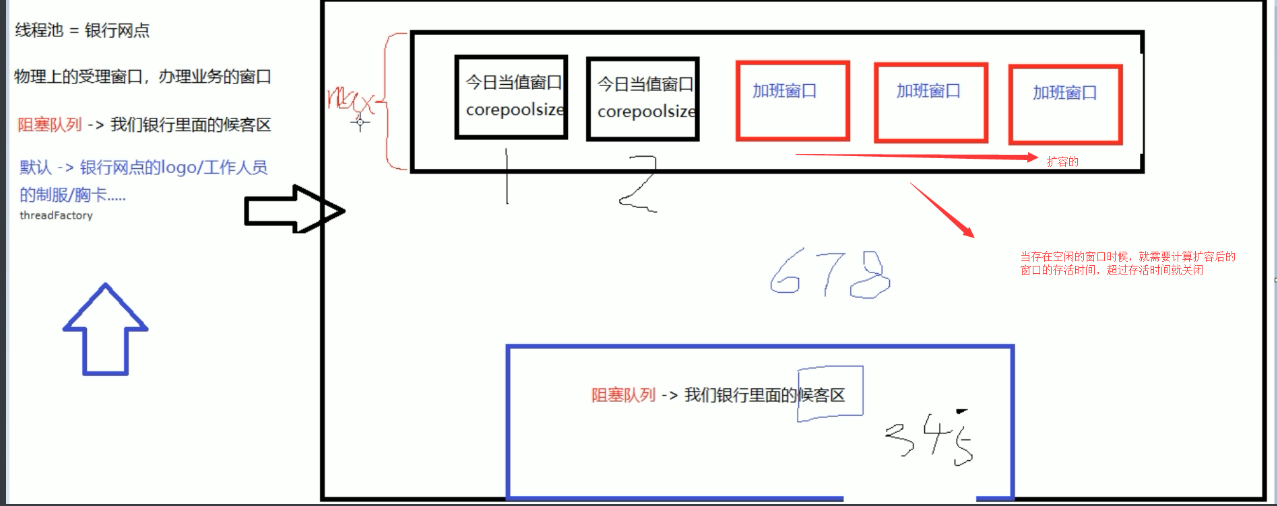 线程池 = 银行网点
物理上的受理窗口，办理业务的窗口
阻塞队列 -> 我们银行里面的候客区
默认 -> 银行网点的logo/工作人员
的制服/胸卡.....
threadFactory
max
今日当值窗口
corepoolsize
今日当值窗口
corepoolsize
加班窗口
加班窗口
加班窗口
扩容的
1
2
当存在空闲的窗口时候，就需要计算扩容后的
窗口的存活时间，超过存活时间就关闭
678
阻塞队列 -> 我们银行里面的候客区
345